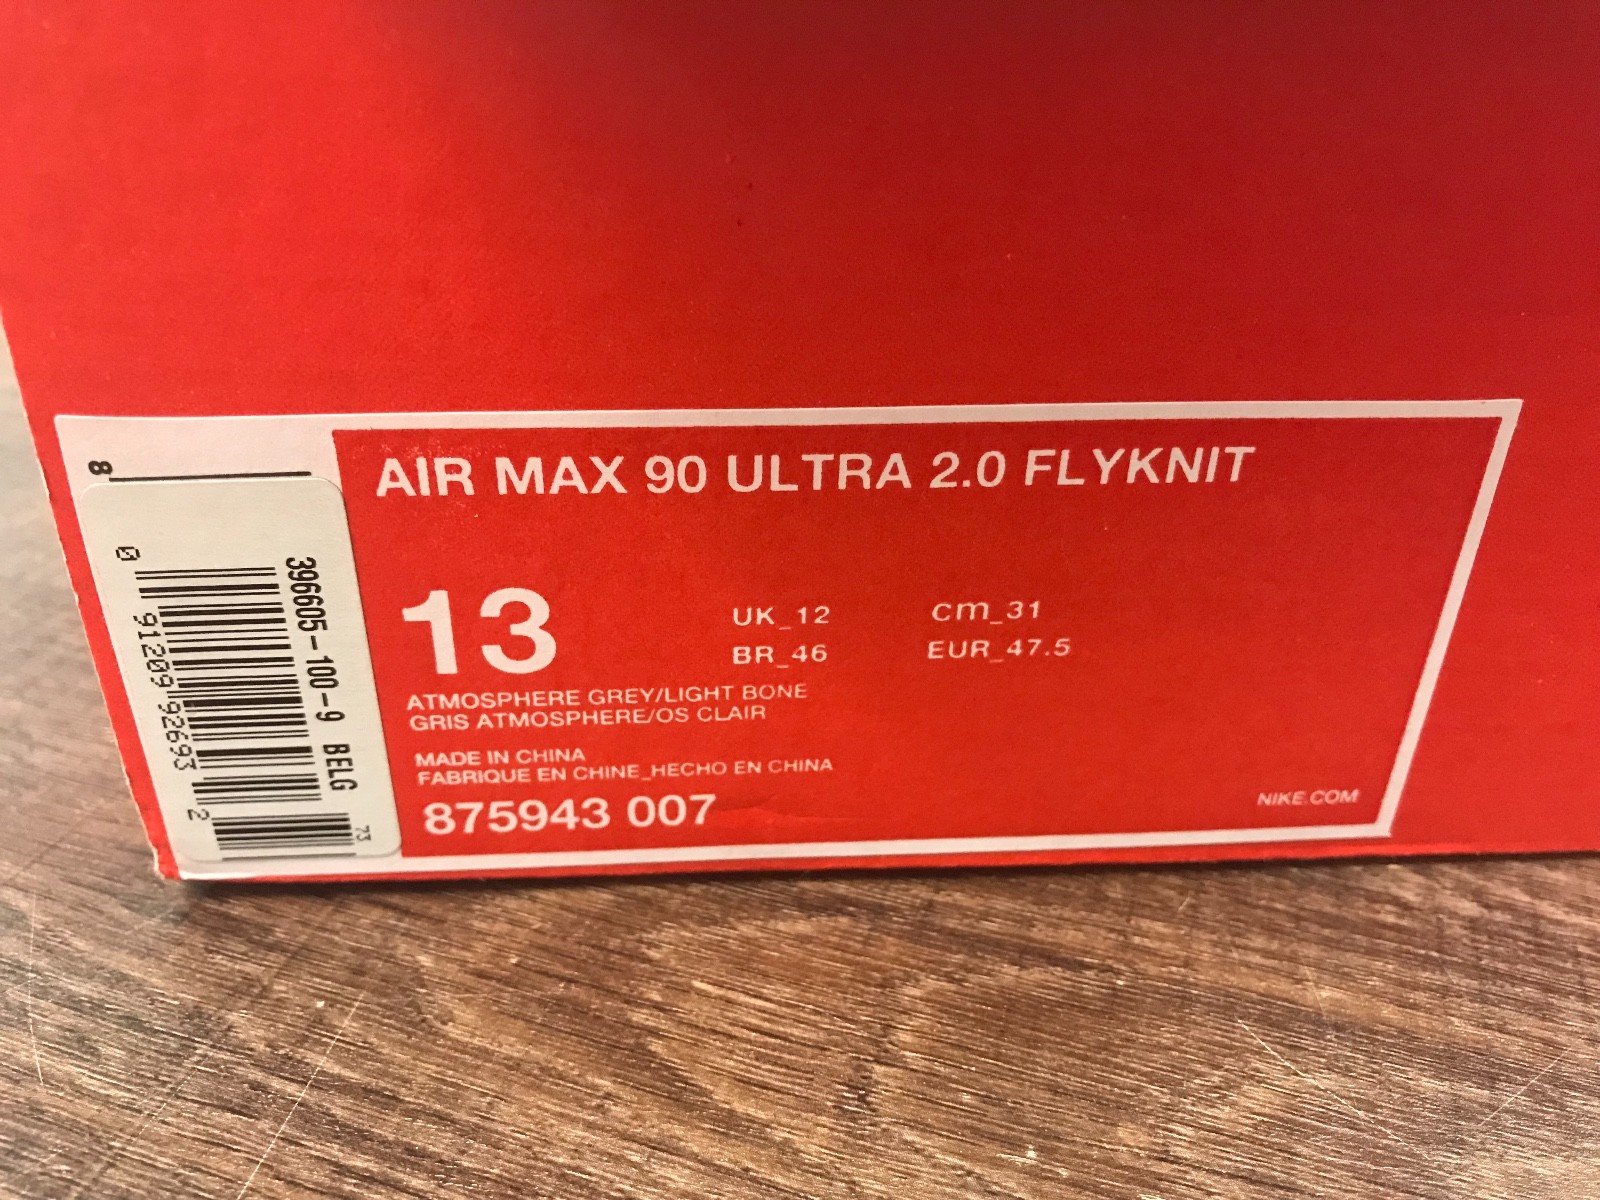 AIR MAX 90 ULTRA 2.0 FLYKNIT
13
UK_12
cm_31
BR_46
EUR_47.5
ATMOSPHERE GREY/LIGHT BONE
GRIS ATMOSPHERE/OS CLAIR
MADE IN CHINA
FABRIQUE EN CHINE_HECHO EN CHINA
875943 007
NIKE.COM
8
396605-100-9 BELG
73
0 91209 92693 2